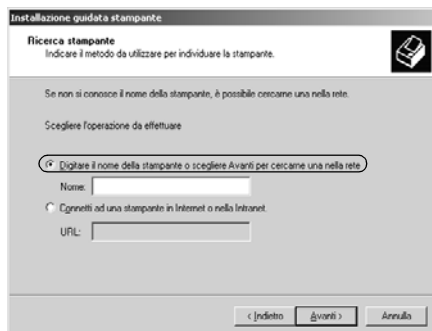 Installazione guidata stampante
Ricerca stampante
Indicare il metodo da utilizzare per individuare la stampante.
Se non si conosce il nome della stampante, è possibile cercarne una nella rete.
Scegliere l'operazione da effettuare
Digitare il nome della stampante o scegliere Avanti per cercarne una nella rete
Nome:
Connetti ad una stampante in Internet o nella Intranet.
URL:
< Indietro Avanti > Annulla